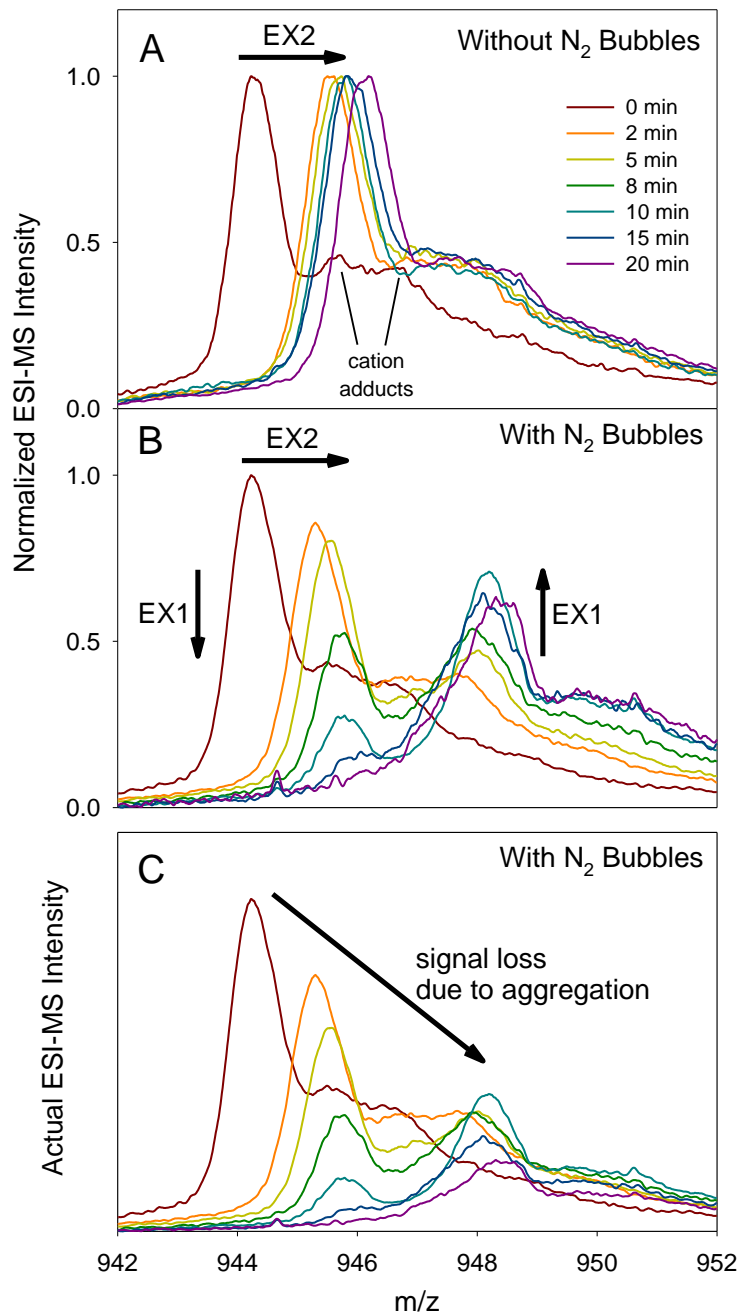 A
EX2
Without N₂ Bubbles
1.0
0.5
0.0
0 min
2 min
5 min
8 min
10 min
15 min
20 min
cation
adducts
Normalized ESI-MS Intensity
B
EX2
With N₂ Bubbles
1.0
0.5
0.0
EX1
EX1
C
With N₂ Bubbles
signal loss
due to aggregation
Actual ESI-MS Intensity
942 944 946 948 950 952
m/z